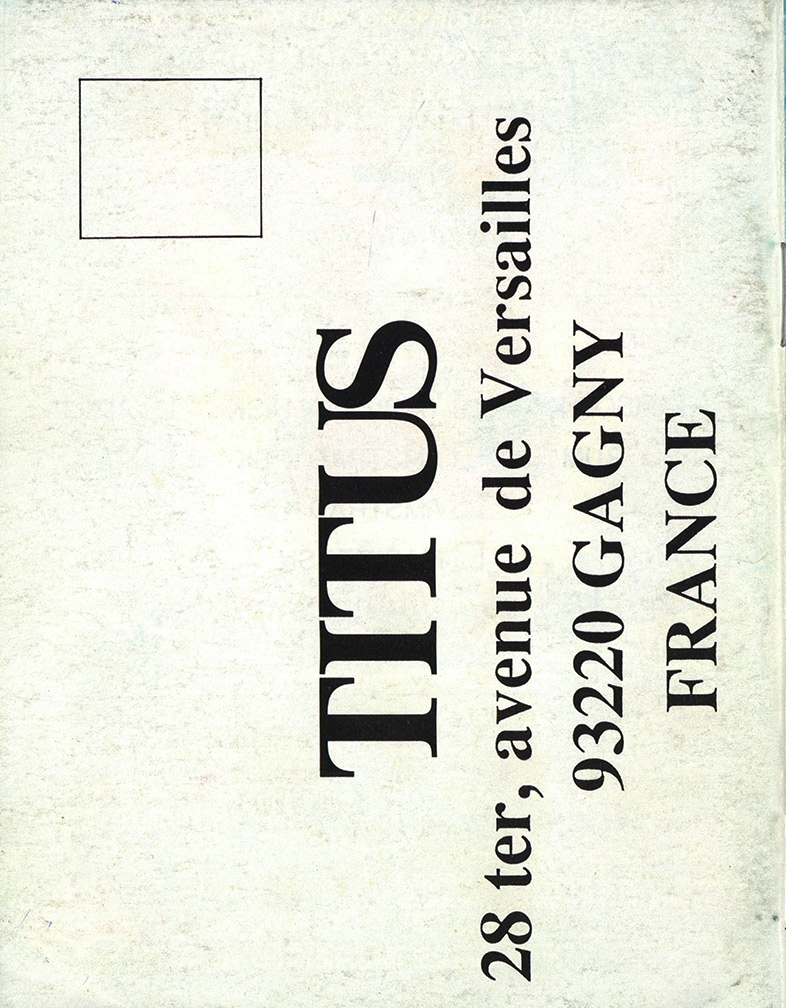 TITUS
28 ter, avenue de Versailles
93220 GAGNY
FRANCE